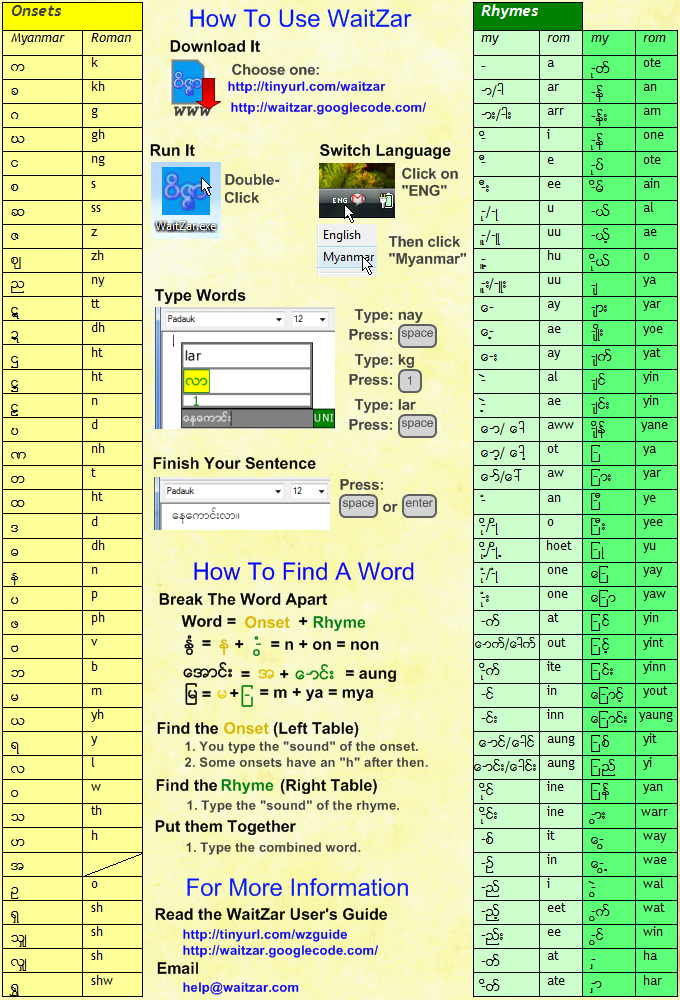 Onsets
Myanmar Roman
က k
ခ kh
ဂ g
ဃ gh
င ng
စ s
ဆ ss
ဇ z
ဈ zh
ည ny
tt
dh
ဌ ht
ht
n
ပ d
ဏ nh
တ t
ထ ht
ဒ d
ဓ dh
န n
ပ p
ဖ ph
ဗ v
ဘ b
မ m
ယ yh
ရ y
လ l
ဝ w
သ th
ဟ h
အ
ဥ o
ရှ sh
သျှ sh
လျှ sh
ရွှ shw
How To Use WaitZar
Download It
Choose one:
http://tinyurl.com/waitzar
http://waitzar.googlecode.com/
WWW
Run It
Double-
Click
WaitZar.exe
Switch Language
ENG
Click on
"ENG"
English
Myanmar
Then click
"Myanmar"
Type Words
Padauk 12
lar
လာ
1
နေကောင်း UNI
Type: nay
Press: space
Type: kg
Press: 1
Type: lar
Press: space
Finish Your Sentence
Padauk 12
နေကောင်းလာ။
Press:
space or enter
How To Find A Word
Break The Word Apart
Word = Onset + Rhyme
နွံ = န + -ွံ = n + on = non
အောင်း = အ + ောင်း = aung
မြ = မ + -ြ = m + ya = mya
Find the Onset (Left Table)
1. You type the "sound" of the onset.
2. Some onsets have an "h" after then.
Find the Rhyme (Right Table)
1. Type the "sound" of the rhyme.
Put them Together
1. Type the combined word.
For More Information
Read the WaitZar User's Guide
http://tinyurl.com/wzguide
http://waitzar.googlecode.com/
Email
help@waitzar.com
Rhymes
my rom my rom
- a -ုတ် ote
-ာ/ -ါ ar -န် an
-ား/-ါး arr -န်း am
-ိ i -ုန် one
-ီ e -ုပ် ote
-ီး ee -ိန် ain
-ု/-ု u -ယ် al
-ူ/-ူ uu -ယ့် ae
-ူ့ hu -ိုယ် o
-ူး/-ူး uu -ျ ya
ေ- ay -ျား yar
ေ-့ ae -ျိုး yoe
ေ-း ay -ျက် yat
-ဲ al -ျင် yin
-ဲ့ ae -ျင်း yin
ော/ ေါ aww -ျိန် yane
ော့/ ေါ့ ot -ြ ya
ော်/ ေါ် aw -ြား yar
-ံ an -ြီ ye
-ို/-ို o -ြီး yee
-ို့/-ို့ hoet -ြု yu
-ုံ/-ုံ one ေြ yay
-ုံး one ေြာ yaw
-က် at -ြင် yin
ောက်/ေါက် out -ြင့် yint
-ိုက် ite -ြင်း yinn
-င် in ေြာင့် yout
-င်း inn ေြာင်း yaung
ောင်/ေါင် aung -ြစ် yit
ောင်း/ေါင်း aung -ြည် yi
-ိုင် ine -ြန် yan
-ိုင်း ine -ွား warr
-စ် it ေွ way
-ဉ် in ေွ့ wae
-ည် i -ွဲ wal
-ည့် eet -ွက် wat
-ည်း ee -ွင် win
-တ် at -ှ ha
-ိတ် ate -ှာ har